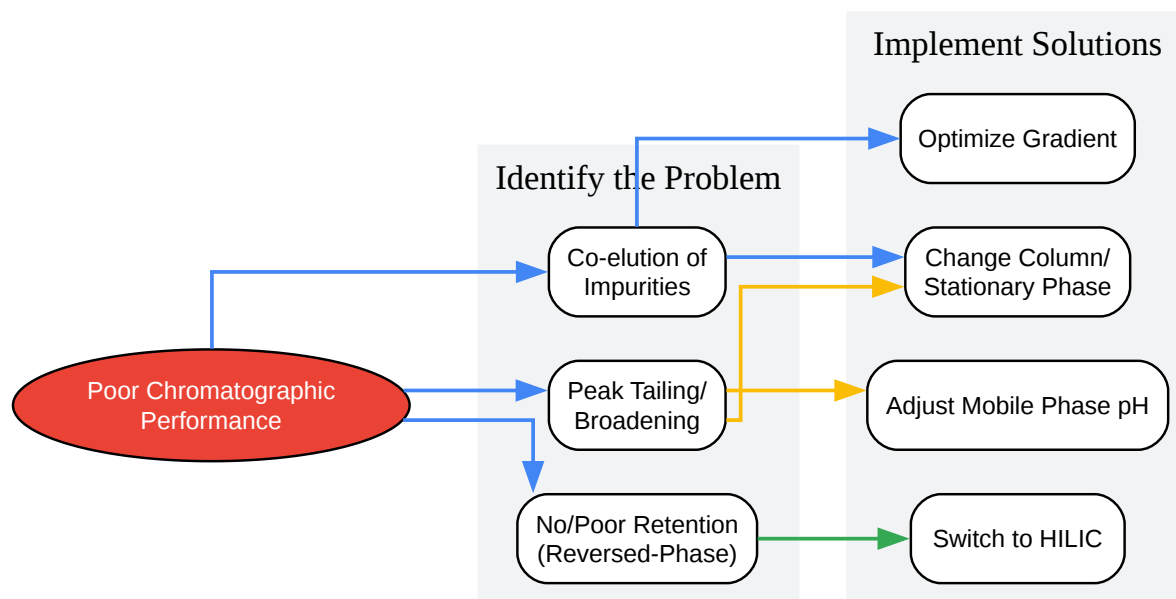 Implement Solutions
Optimize Gradient
Identify the Problem
Co-elution of
Impurities
Change Column/
Stationary Phase
Poor Chromatographic
Performance
Peak Tailing/
Broadening
Adjust Mobile Phase pH
No/Poor Retention
(Reversed-Phase)
Switch to HILIC